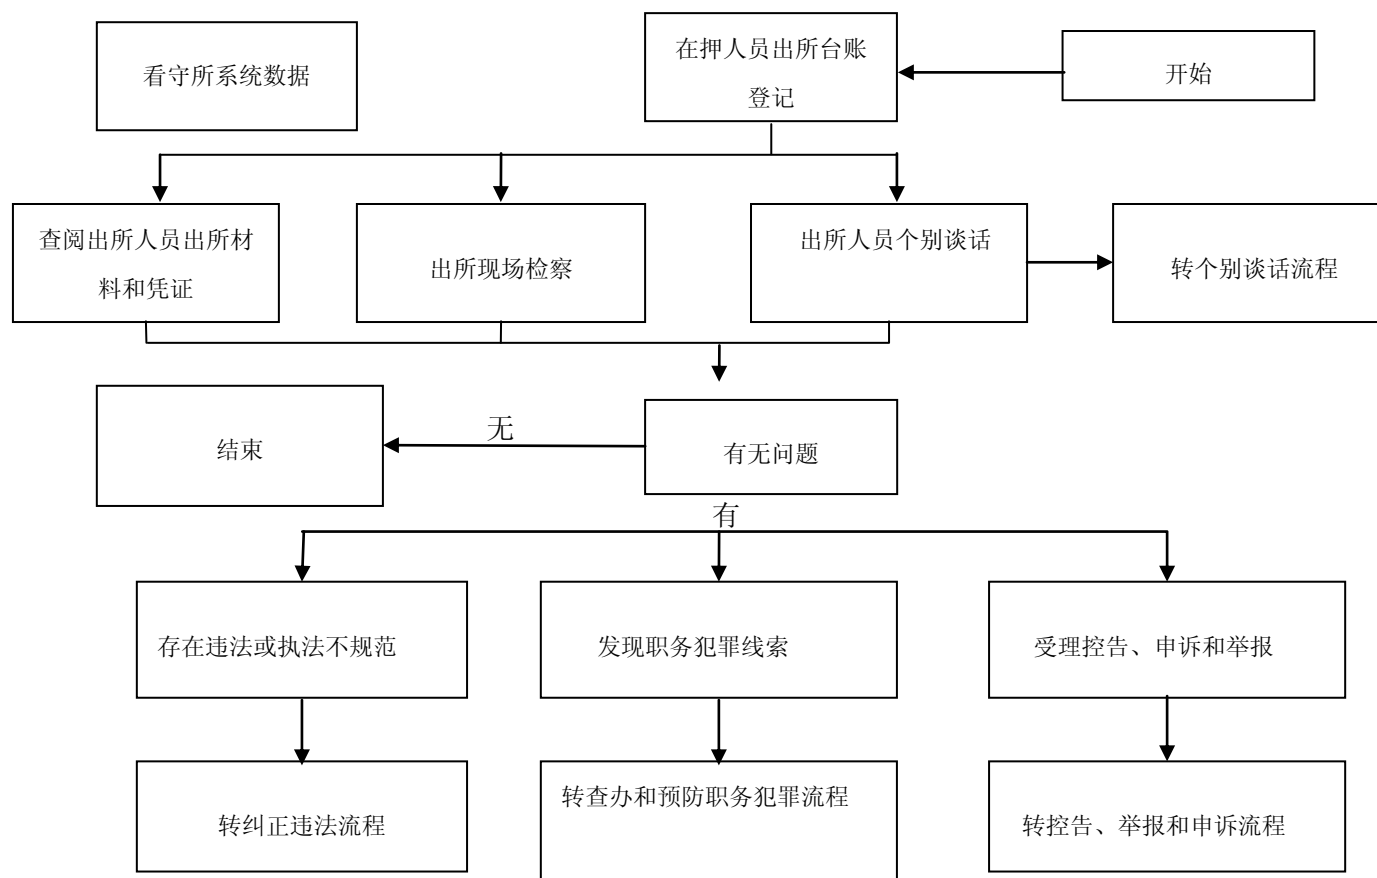 看守所系统数据
在押人员出所台账
登记
开始
查阅出所人员出所材
料和凭证
出所现场检察
出所人员个别谈话
转个别谈话流程
结束
无
有无问题
有
存在违法或执法不规范
发现职务犯罪线索
受理控告、申诉和举报
转纠正违法流程
转查办和预防职务犯罪流程
转控告、举报和申诉流程